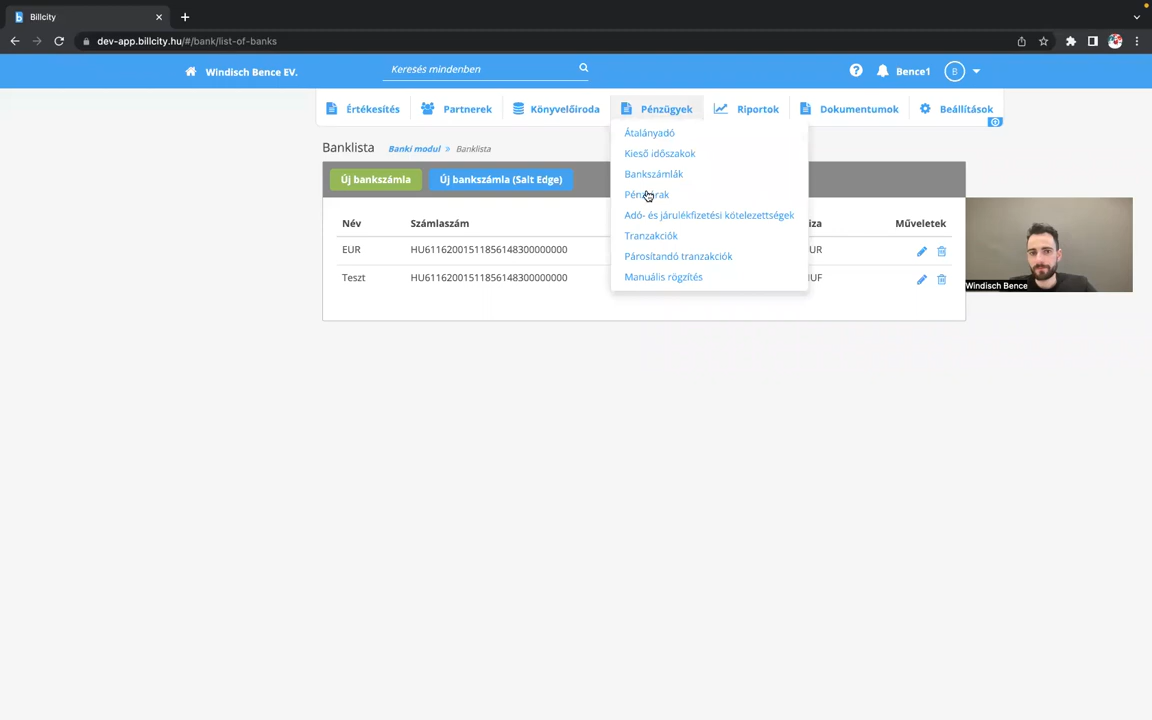 Billcity
dev-app.billcity.hu/#/bank/list-of-banks
Windisch Bence EV.
Keresés mindenben
Bence1
B
Értékesítés
Partnerek
Könyvelőiroda
Pénzügyek
Riportok
Dokumentumok
Beállítások
Átalányadó
Kieső időszakok
Bankszámlák
Adó- és járulékfizetési kötelezettségek
Tranzakciók
Párosítandó tranzakciók
Manuális rögzítés
Banklista
Banki modul » Banklista
Új bankszámla
Új bankszámla (Salt Edge)
Név Számlaszám Műveletek
EUR HU61162001511856148300000000
Teszt HU61162001511856148300000000
Windisch Bence